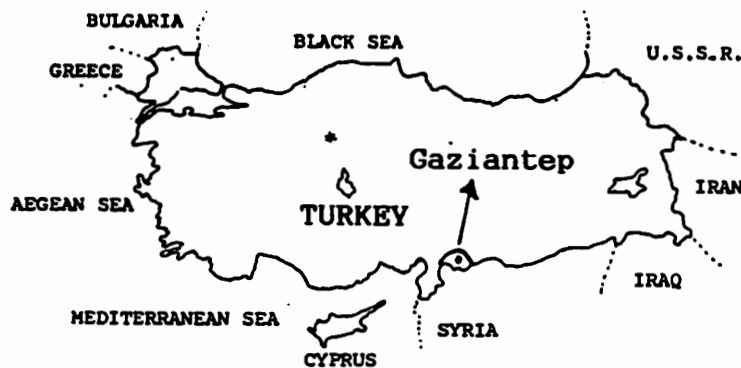 BULGARIA
BLACK SEA
U.S.S.R.
GREECE
*
Gaziantep
IRAN
AEGEAN SEA
TURKEY
IRAQ
MEDITERRANEAN SEA
SYRIA
CYPRUS